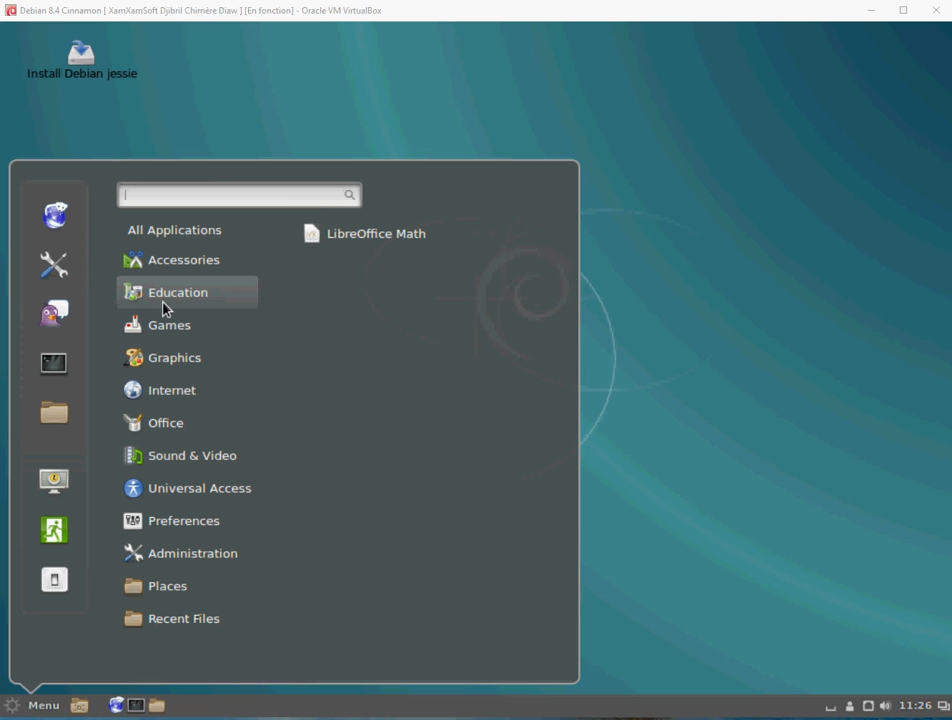 Debian 8.4 Cinnamon [ XamXamSoft Djibril Chimère Diaw ] [En fonction] - Oracle VM VirtualBox
Install Debian jessie
All Applications
LibreOffice Math
Accessories
Education
Games
Graphics
Internet
Office
Sound & Video
Universal Access
Preferences
Administration
Places
Recent Files
Menu
11:26